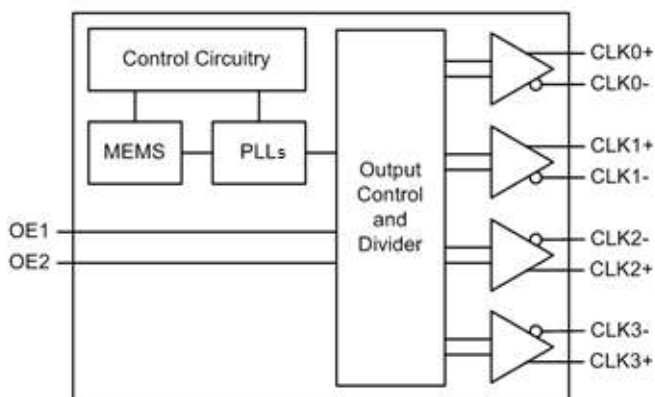 Control Circuitry
MEMS
PLLs
Output
Control
and
Divider
OE1
OE2
CLK0+
CLK0-
CLK1+
CLK1-
CLK2-
CLK2+
CLK3-
CLK3+